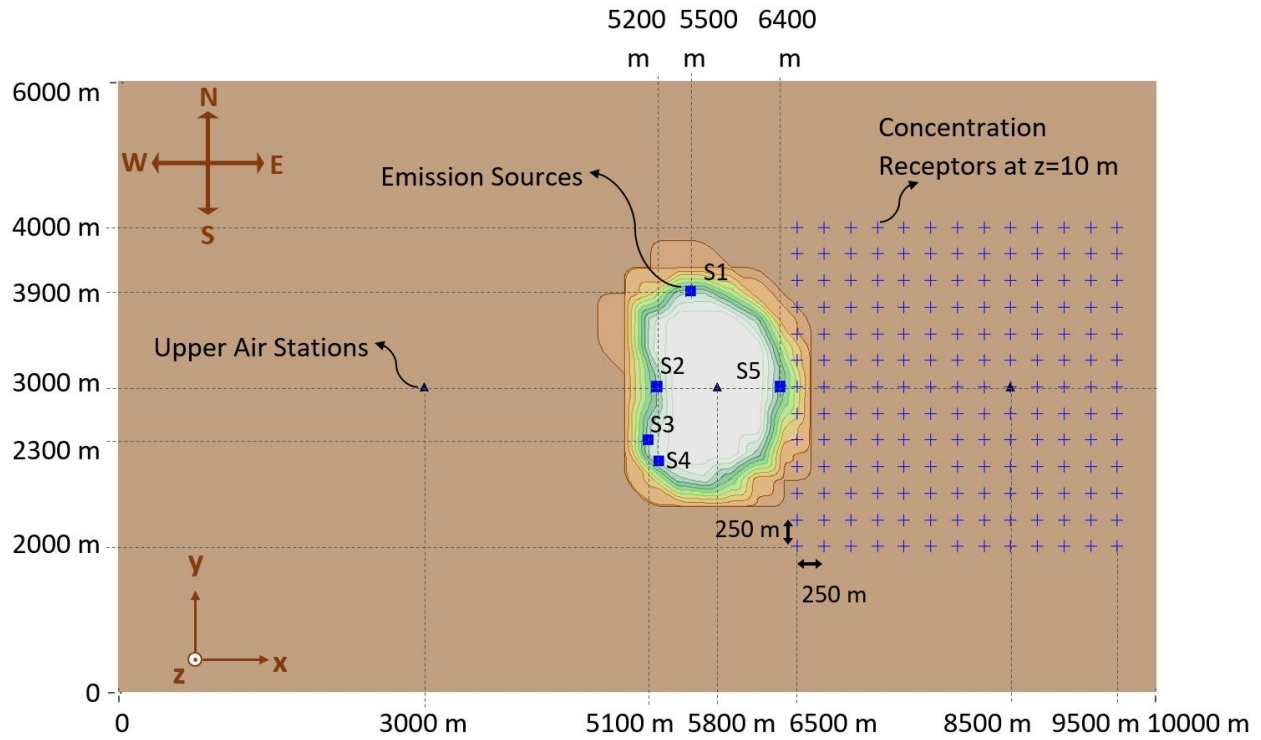 5200 5500 6400
m m m
6000 m
N
W E
S
Concentration
Receptors at z=10 m
Emission Sources
4000 m
S1
3900 m
Upper Air Stations
S2 S5
3000 m
S3
2300 m
S4
250 m
2000 m
y
250 m
z x
0
0 3000 m 5100 m 5800 m 6500 m 8500 m 9500 m 10000 m